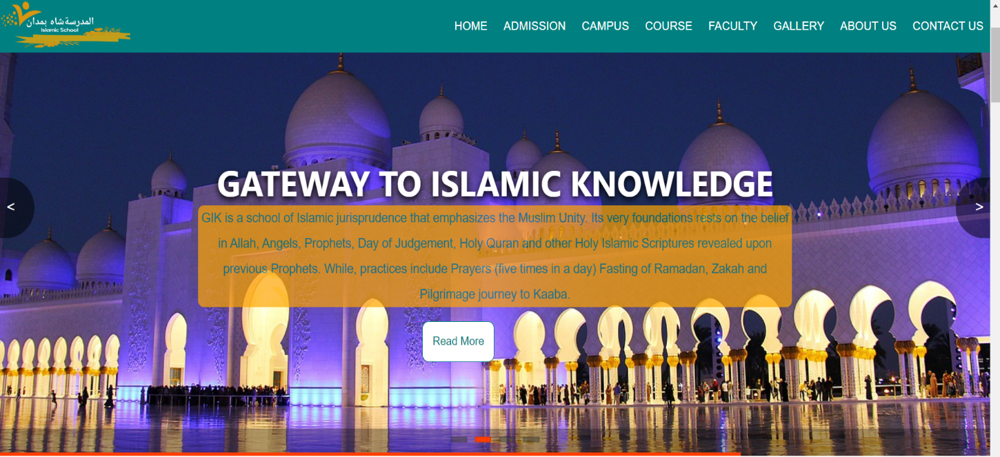 المدرسة شاه ہمدان
Islamic School
HOME ADMISSION CAMPUS COURSE FACULTY GALLERY ABOUT US CONTACT US
GATEWAY TO ISLAMIC KNOWLEDGE
GIK is a school of Islamic jurisprudence that emphasizes the Muslim Unity. Its very foundations rests on the belief
in Allah, Angels, Prophets, Day of Judgement, Holy Quran and other Holy Islamic Scriptures revealed upon
previous Prophets. While, practices include Prayers (five times in a day) Fasting of Ramadan, Zakah and
Pilgrimage journey to Kaaba.
< >
Read More